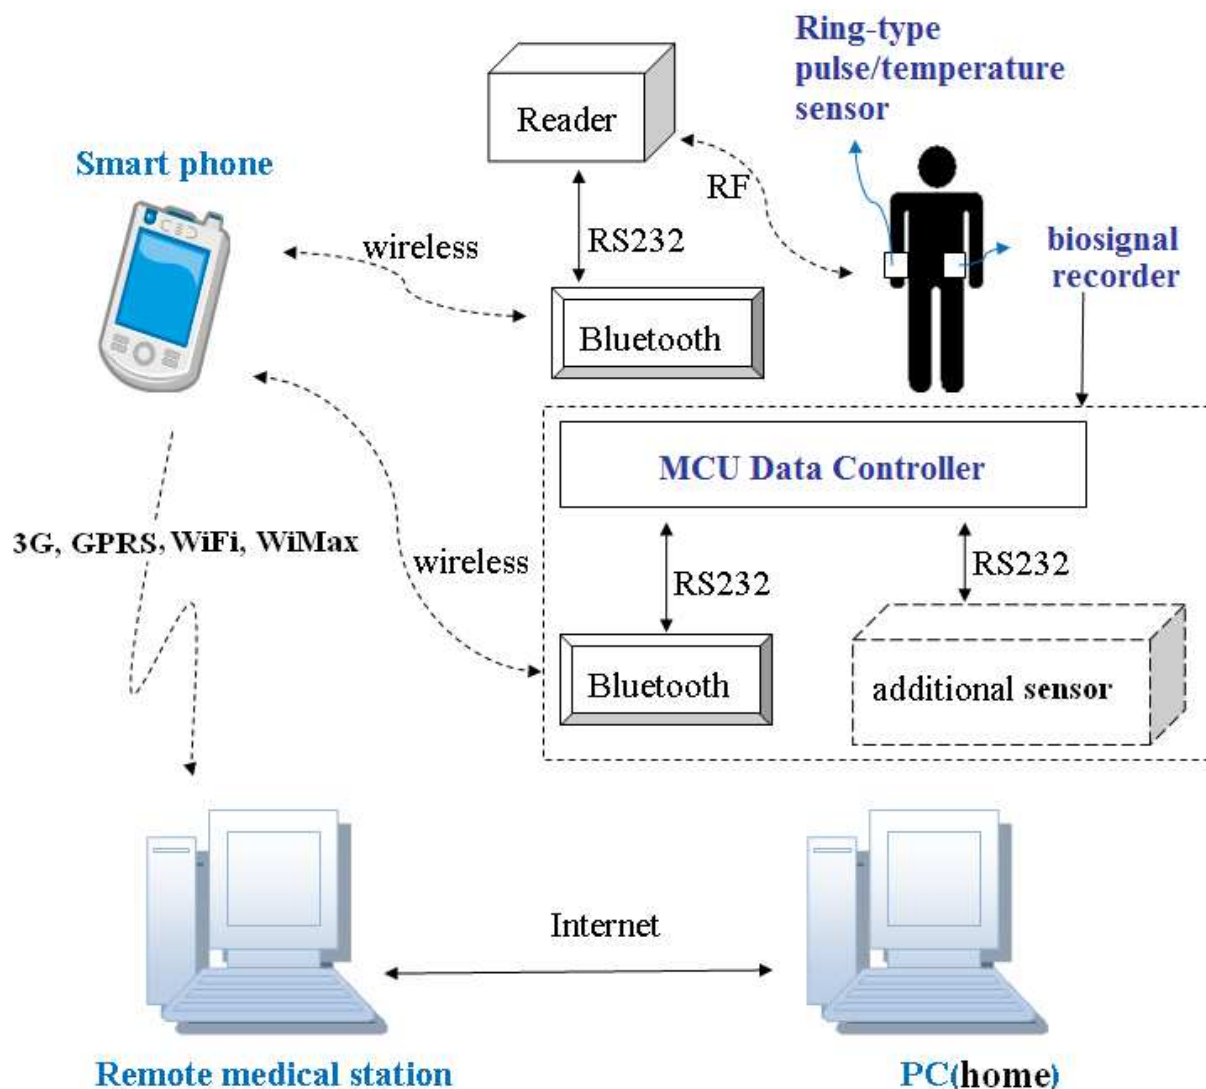 Ring-type
pulse/temperature
sensor
Reader
Smart phone
RF
wireless
RS232
biosignal
recorder
Bluetooth
MCU Data Controller
3G, GPRS, WiFi, WiMax
wireless
RS232
RS232
Bluetooth
additional sensor
Internet
Remote medical station
PC(home)